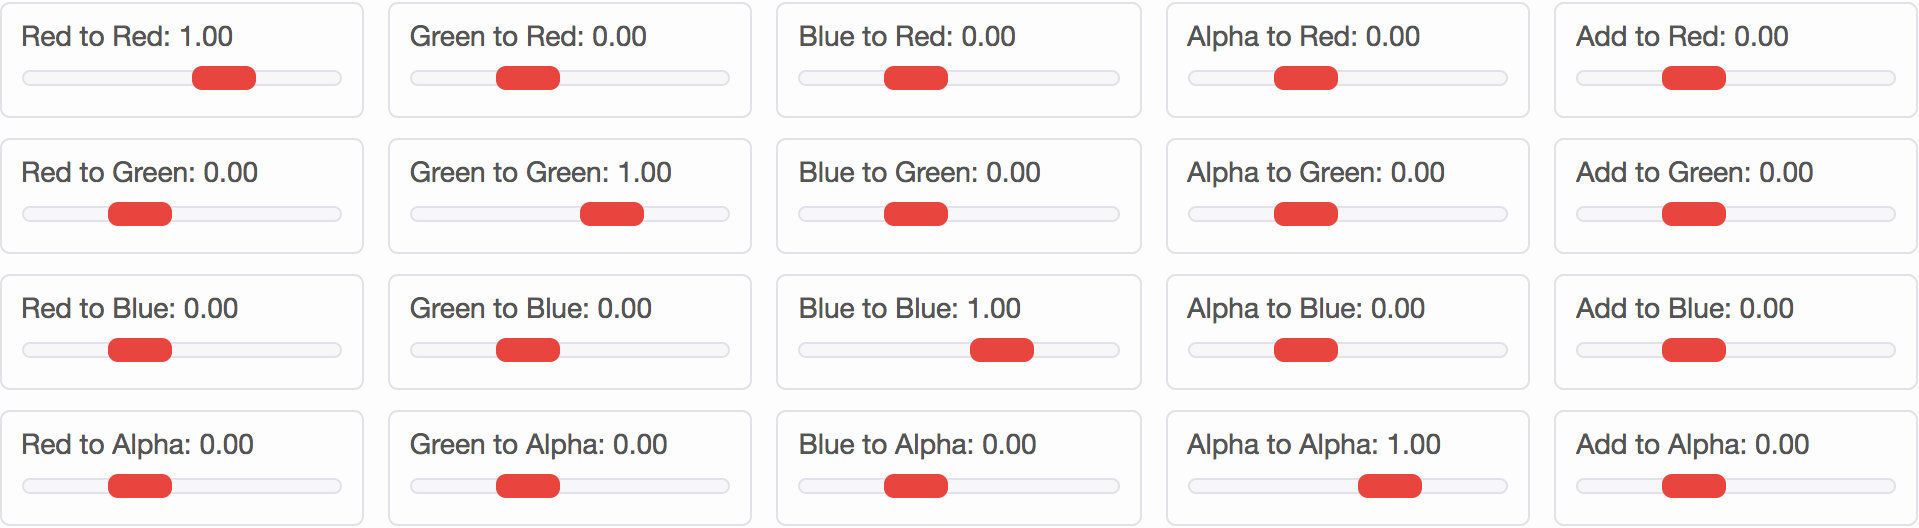 Red to Red: 1.00
Green to Red: 0.00
Blue to Red: 0.00
Alpha to Red: 0.00
Add to Red: 0.00
Red to Green: 0.00
Green to Green: 1.00
Blue to Green: 0.00
Alpha to Green: 0.00
Add to Green: 0.00
Red to Blue: 0.00
Green to Blue: 0.00
Blue to Blue: 1.00
Alpha to Blue: 0.00
Add to Blue: 0.00
Red to Alpha: 0.00
Green to Alpha: 0.00
Blue to Alpha: 0.00
Alpha to Alpha: 1.00
Add to Alpha: 0.00